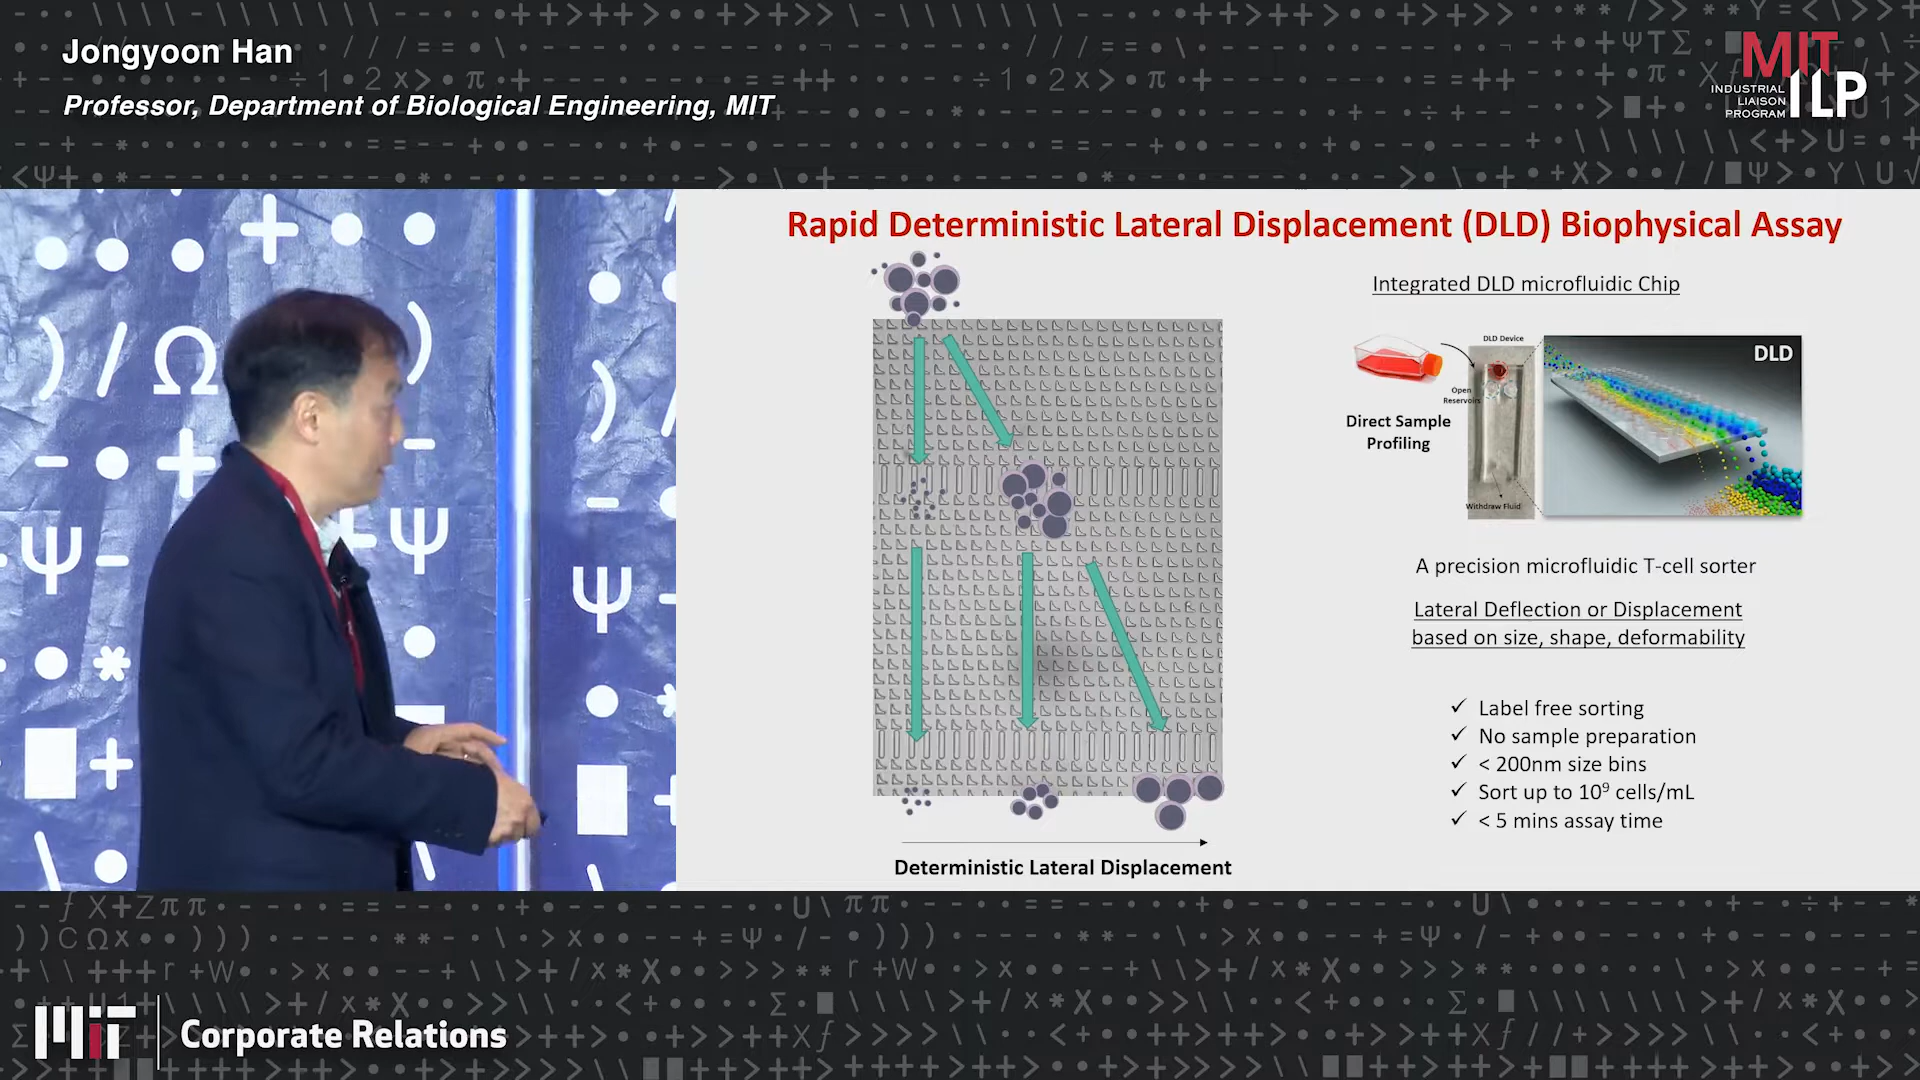 Jongyoon Han
Professor, Department of Biological Engineering, MIT
MIT
INDUSTRIAL
LIAISON
PROGRAM
ILP
Rapid Deterministic Lateral Displacement (DLD) Biophysical Assay
Integrated DLD microfluidic Chip
DLD Device
DLD
Open
Reservoirs
Direct Sample
Profiling
Withdraw Fluid
A precision microfluidic T-cell sorter
Lateral Deflection or Displacement
based on size, shape, deformability
✓ Label free sorting
✓ No sample preparation
✓ < 200nm size bins
✓ Sort up to 10⁹ cells/mL
✓ < 5 mins assay time
Deterministic Lateral Displacement
MIT
Corporate Relations